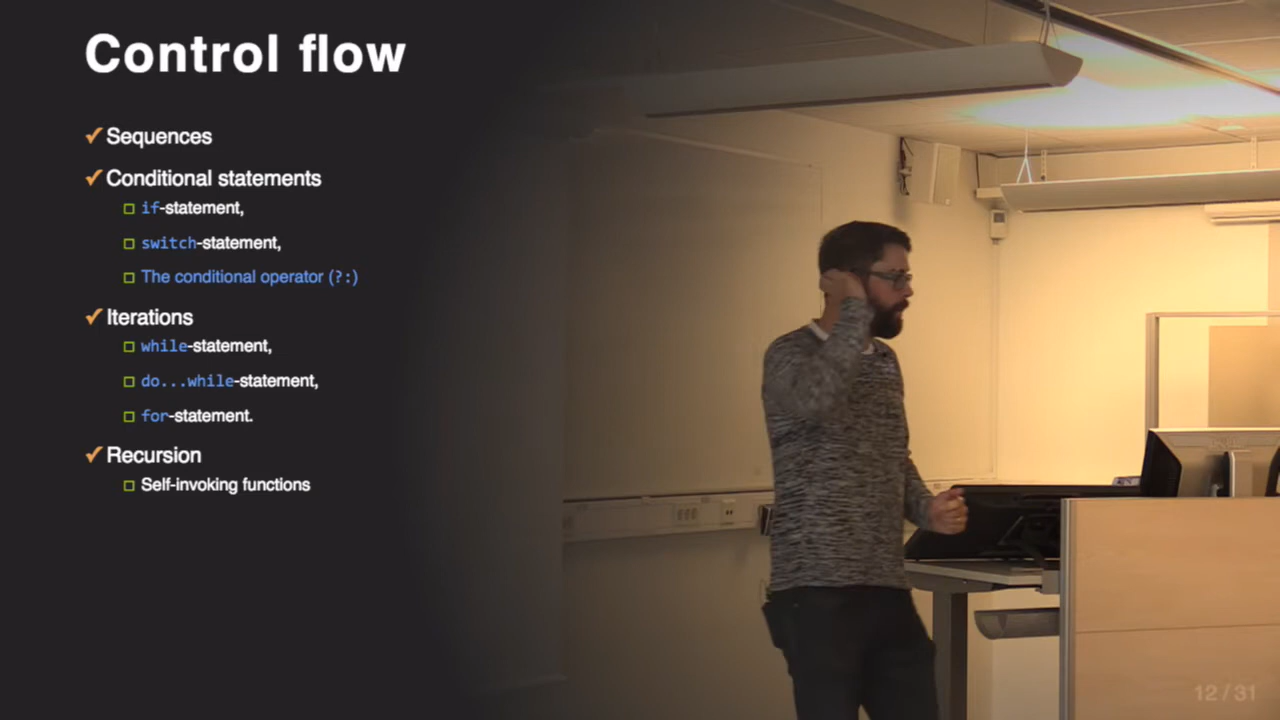 Control flow
✔ Sequences
✔ Conditional statements
□ if-statement,
□ switch-statement,
□ The conditional operator (?:)
✔ Iterations
□ while-statement,
□ do...while-statement,
□ for-statement.
✔ Recursion
□ Self-invoking functions
12 / 31